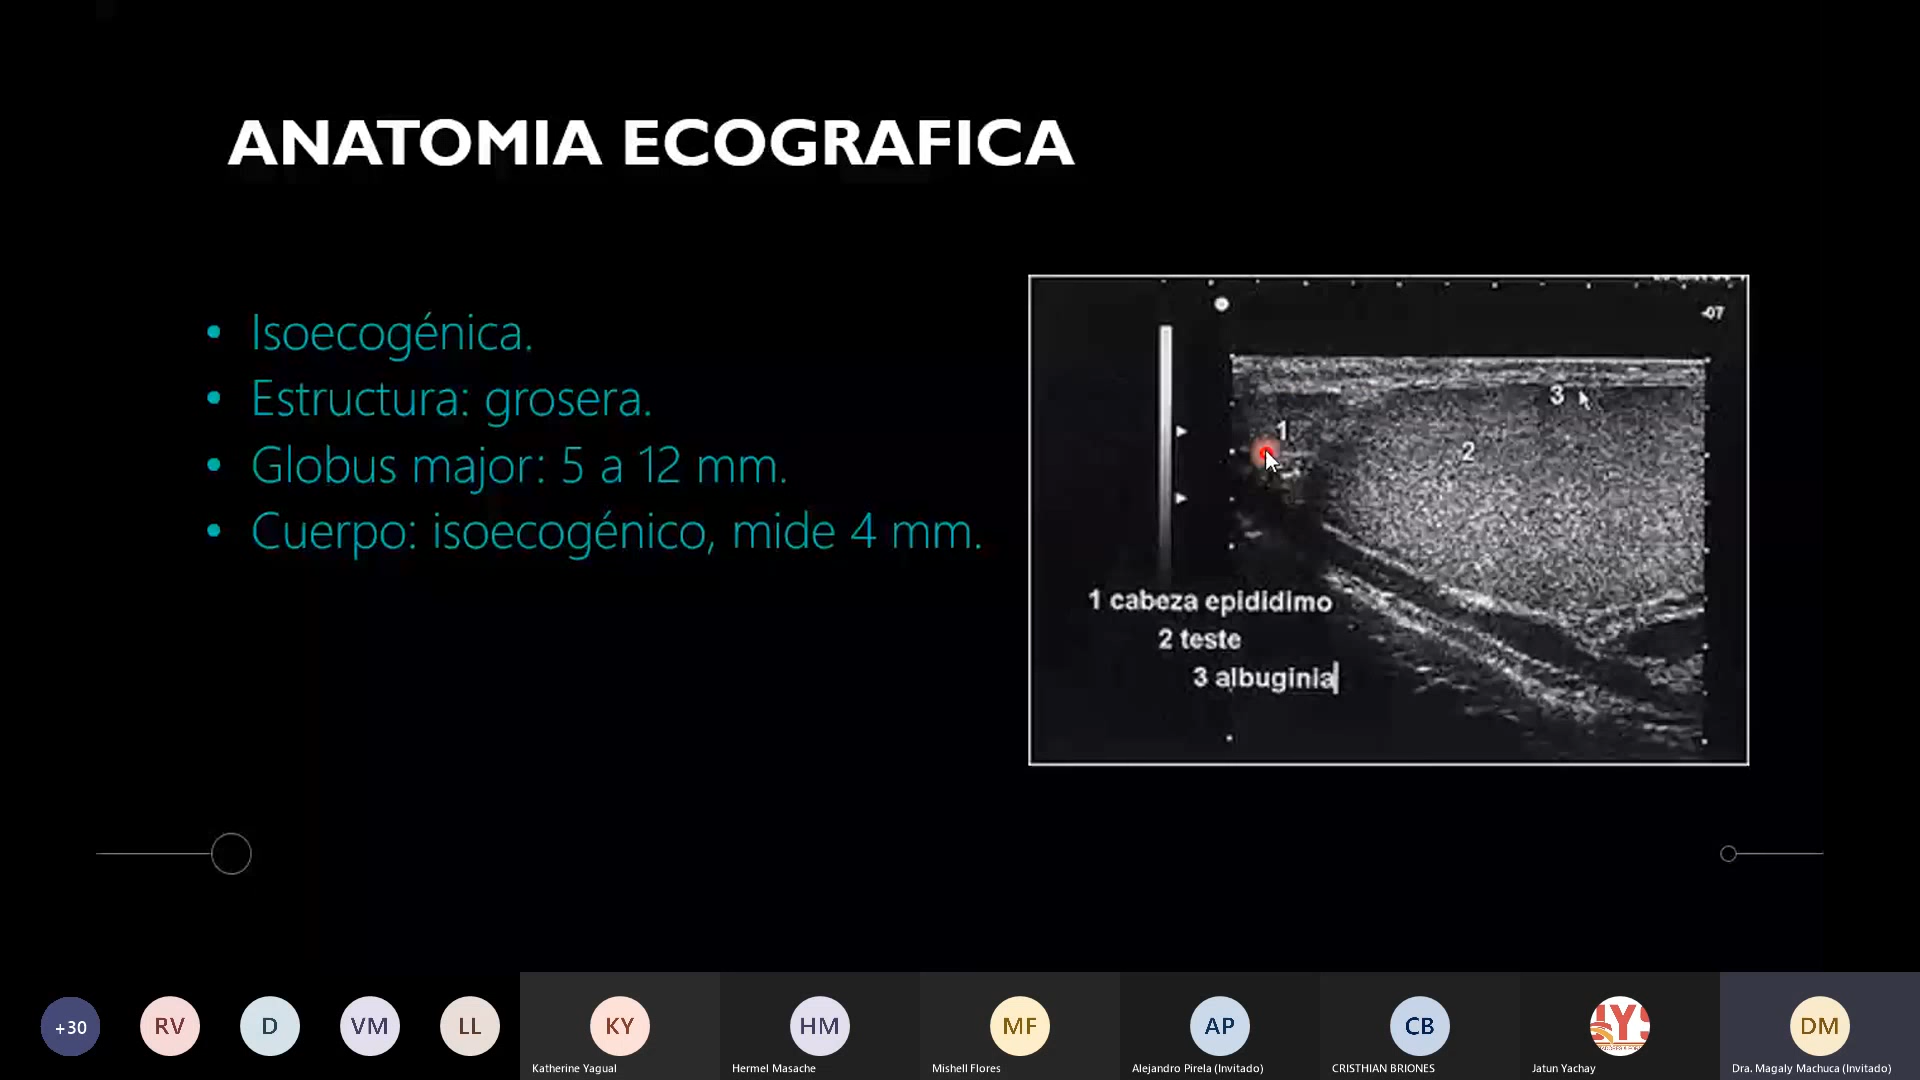 ANATOMIA ECOGRAFICA
• Isoecogénica.
• Estructura: grosera.
• Globus major: 5 a 12 mm.
• Cuerpo: isoecogénico, mide 4 mm.
-07
3
1
2
1 cabeza epididimo
2 teste
3 albuginia
+30
RV
D
VM
LL
KY
HM
MF
AP
CB
DM
Katherine Yagual
Hermel Masache
Mishell Flores
Alejandro Pirela (Invitado)
CRISTHIAN BRIONES
Jatun Yachay
Dra. Magaly Machuca (Invitado)